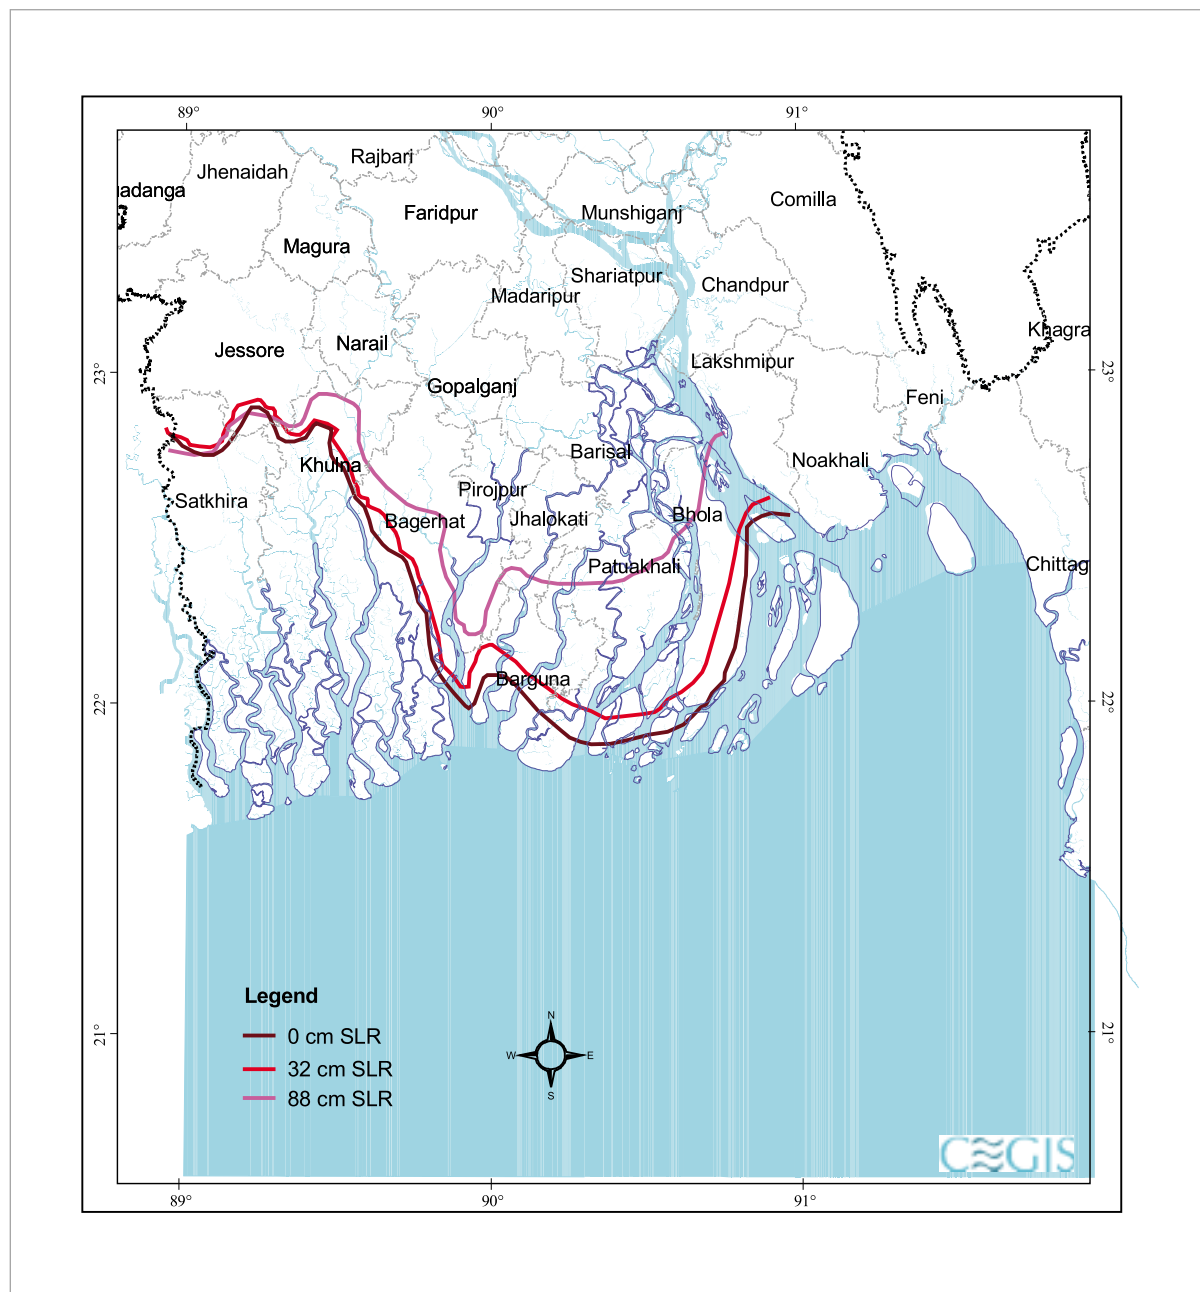 89° 90° 91°
Rajbari
Jhenaidah
adanga
Comilla
Faridpur Munshiganj
Magura
Shariatpur
Chandpur
Madaripur
Khagra
Narail
Jessore
Lakshmipur
23° 23°
Gopalganj
Feni
Barisal
Noakhali
Khulna
Pirojpur
Satkhira
Bhola
Bagerhat Jhalokati
Patuakhali Chittag
Barguna
22° 22°
Legend
N
21° 21°
0 cm SLR
W E
32 cm SLR
88 cm SLR
S
CEGIS
89° 90° 91°